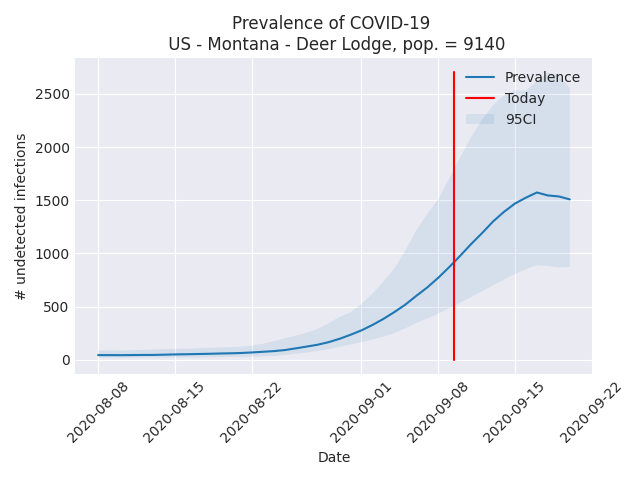 Prevalence of COVID-19
US - Montana - Deer Lodge, pop. = 9140
Prevalence
Today
95CI
# undetected infections
2500
2000
1500
1000
500
0
2020-08-08
2020-08-15
2020-08-22
2020-09-01
2020-09-08
2020-09-15
2020-09-22
Date